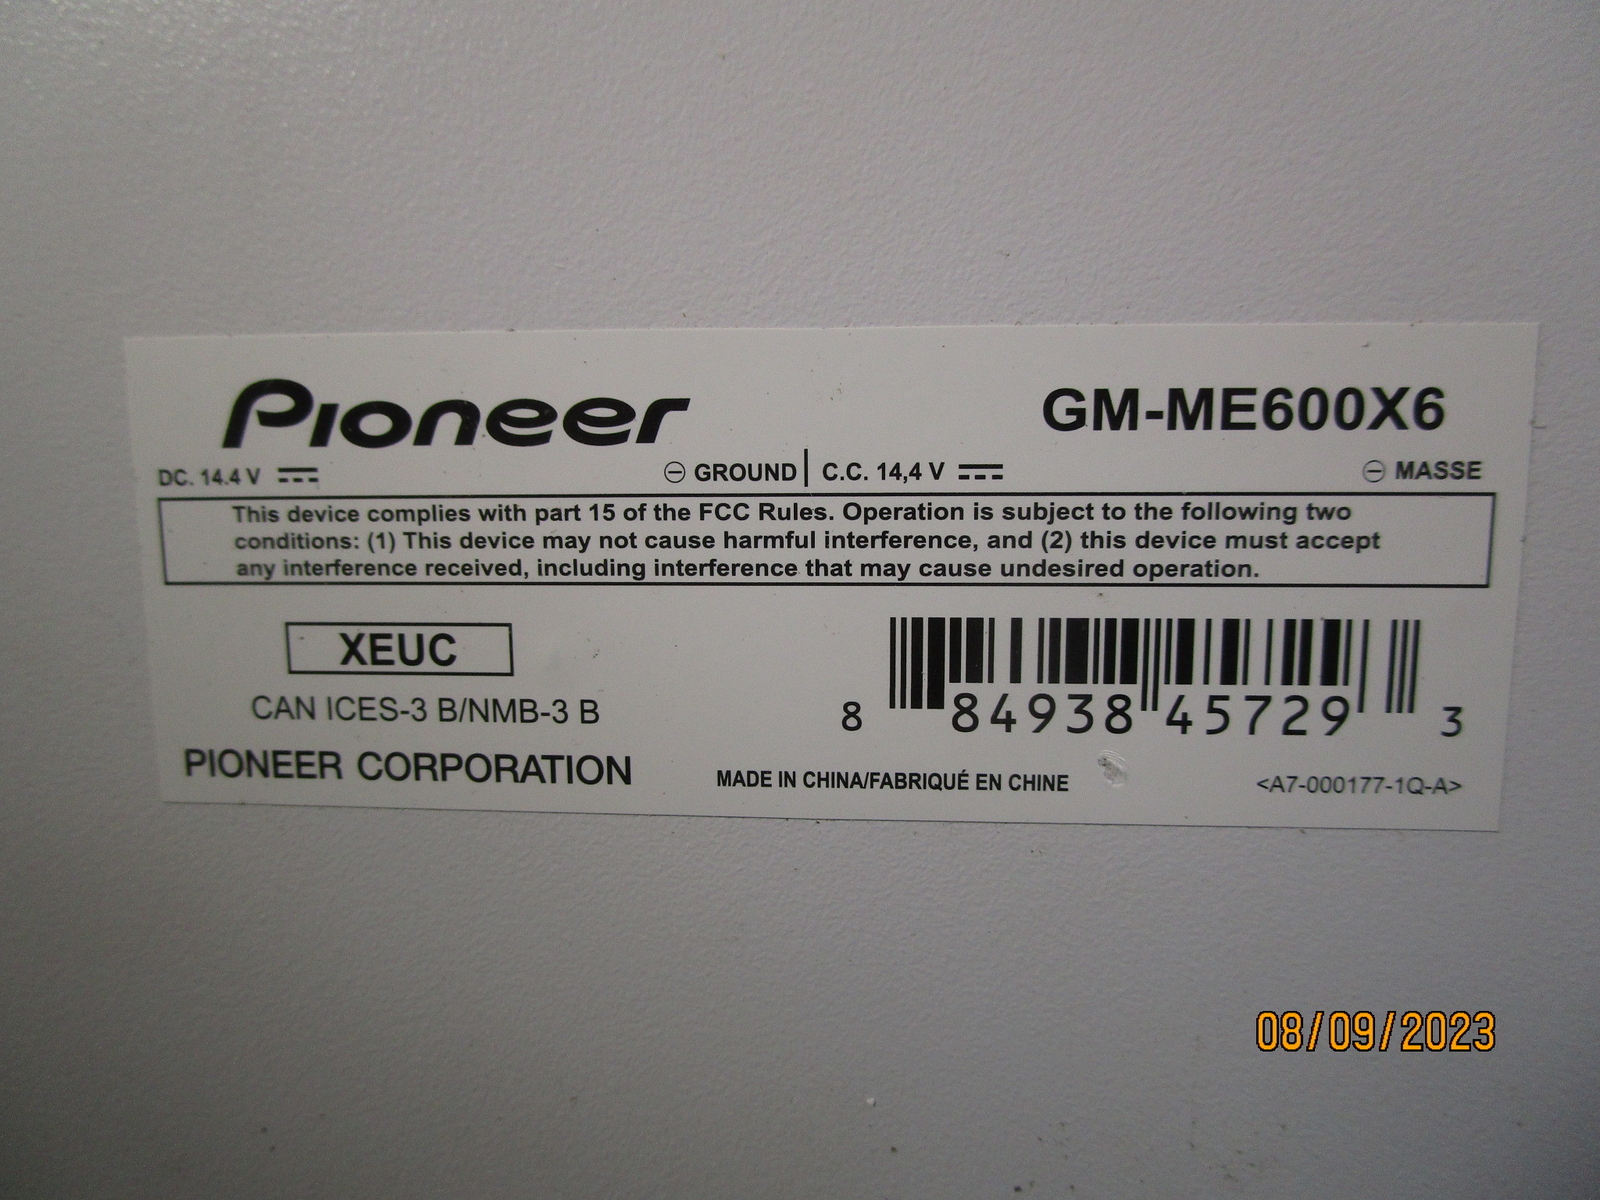 Pioneer
GM-ME600X6
DC. 14.4 V
⊖ GROUND | C.C. 14,4 V
⊖ MASSE
This device complies with part 15 of the FCC Rules. Operation is subject to the following two
conditions: (1) This device may not cause harmful interference, and (2) this device must accept
any interference received, including interference that may cause undesired operation.
XEUC
CAN ICES-3 B/NMB-3 B
PIONEER CORPORATION
8 84938 45729 3
MADE IN CHINA/FABRIQUÉ EN CHINE
<A7-000177-1Q-A>
08/09/2023